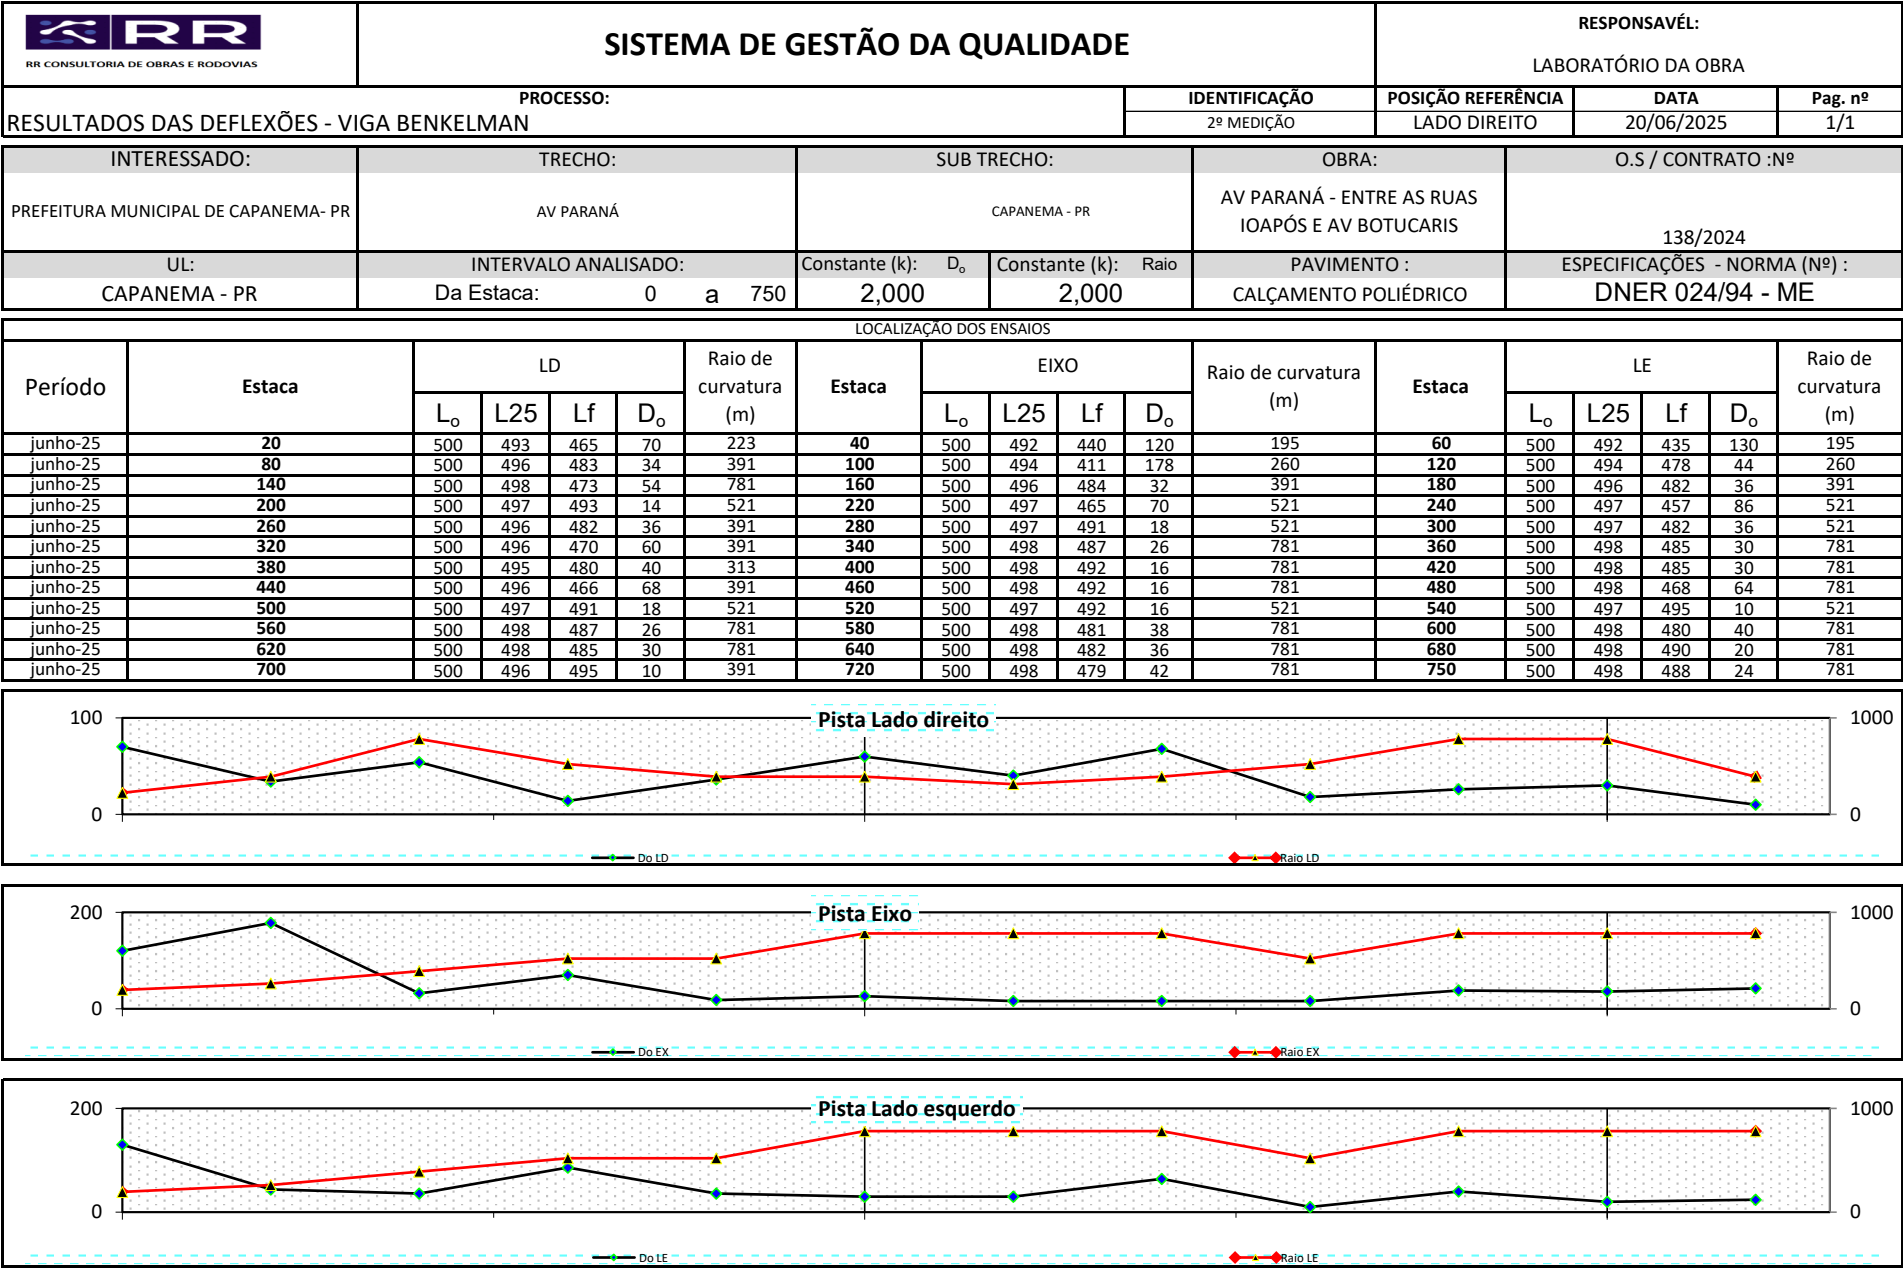 RR
RR CONSULTORIA DE OBRAS E RODOVIAS
SISTEMA DE GESTÃO DA QUALIDADE
RESPONSAVÉL:
LABORATÓRIO DA OBRA
PROCESSO: IDENTIFICAÇÃO POSIÇÃO REFERÊNCIA DATA Pag. nº
RESULTADOS DAS DEFLEXÕES - VIGA BENKELMAN 2º MEDIÇÃO LADO DIREITO 20/06/2025 1/1
INTERESSADO: TRECHO: SUB TRECHO: OBRA: O.S / CONTRATO :Nº
PREFEITURA MUNICIPAL DE CAPANEMA- PR AV PARANÁ CAPANEMA - PR AV PARANÁ - ENTRE AS RUAS
IOAPÓS E AV BOTUCARIS
138/2024
UL: INTERVALO ANALISADO: Constante (k): Do Constante (k): Raio PAVIMENTO : ESPECIFICAÇÕES - NORMA (Nº) :
CAPANEMA - PR Da Estaca: 0 a 750 2,000 2,000 CALÇAMENTO POLIÉDRICO DNER 024/94 - ME
LOCALIZAÇÃO DOS ENSAIOS
Período Estaca LD Raio de curvatura (m) Estaca EIXO Raio de curvatura (m) Estaca LE Raio de curvatura (m)
Lo L25 Lf Do Lo L25 Lf Do Lo L25 Lf Do
junho-25 20 500 493 465 70 223 40 500 492 440 120 195 60 500 492 435 130 195
junho-25 80 500 496 483 34 391 100 500 494 411 178 260 120 500 494 478 44 260
junho-25 140 500 498 473 54 781 160 500 496 484 32 391 180 500 496 482 36 391
junho-25 200 500 497 493 14 521 220 500 497 465 70 521 240 500 497 457 86 521
junho-25 260 500 496 482 36 391 280 500 497 491 18 521 300 500 497 482 36 521
junho-25 320 500 496 470 60 391 340 500 498 487 26 781 360 500 498 485 30 781
junho-25 380 500 495 480 40 313 400 500 498 492 16 781 420 500 498 485 30 781
junho-25 440 500 496 466 68 391 460 500 498 492 16 781 480 500 498 468 64 781
junho-25 500 500 497 491 18 521 520 500 497 492 16 521 540 500 497 495 10 521
junho-25 560 500 498 487 26 781 580 500 498 481 38 781 600 500 498 480 40 781
junho-25 620 500 498 485 30 781 640 500 498 482 36 781 680 500 498 490 20 781
junho-25 700 500 496 495 10 391 720 500 498 479 42 781 750 500 498 488 24 781
Pista Lado direito
100 1000
0 0
Do LD Raio LD
Pista Eixo
200 1000
0 0
Do EX Raio EX
Pista Lado esquerdo
200 1000
0 0
Do LE Raio LE